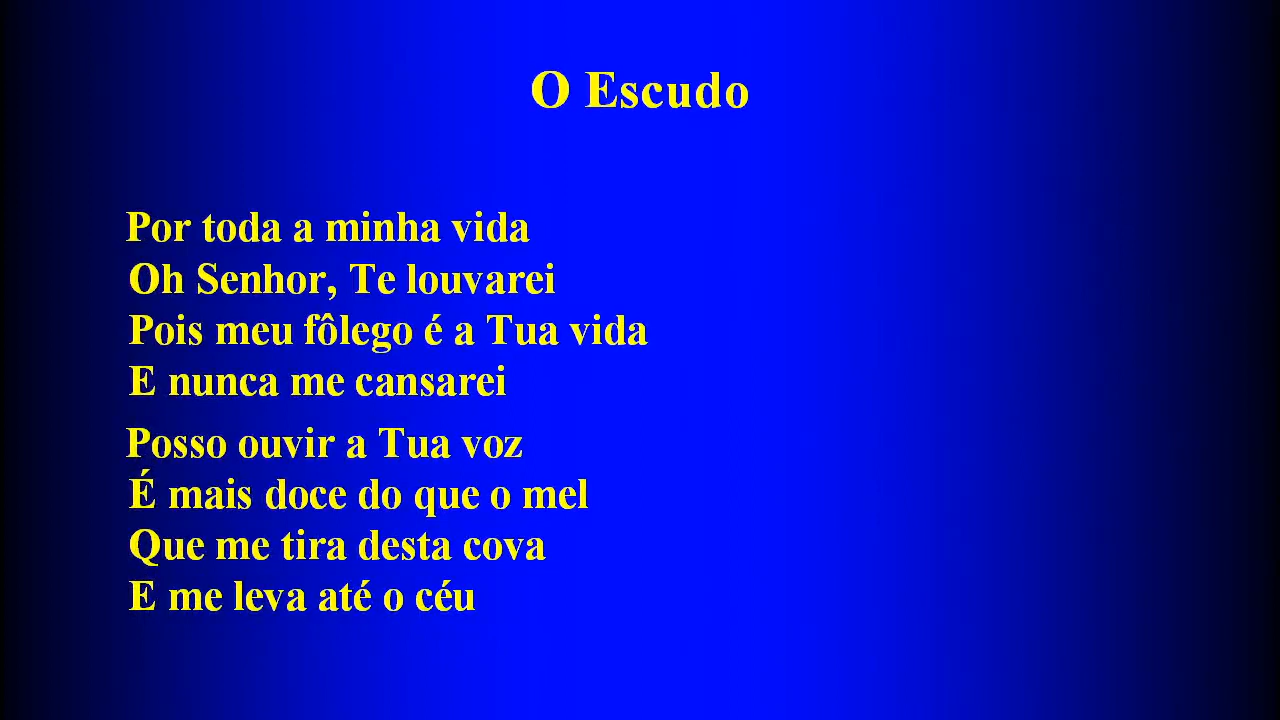 O Escudo
Por toda a minha vida
Oh Senhor, Te louvarei
Pois meu fôlego é a Tua vida
E nunca me cansarei
Posso ouvir a Tua voz
É mais doce do que o mel
Que me tira desta cova
E me leva até o céu